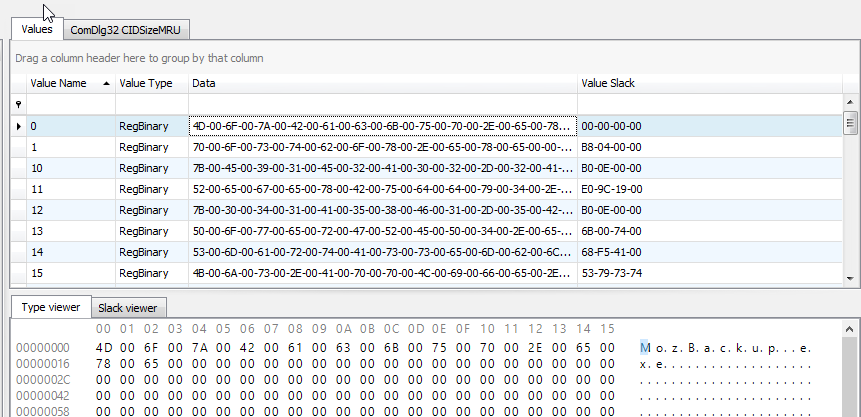 Values ComDlg32 CIDSizeMRU
Drag a column header here to group by that column
Value Name Value Type Data Value Slack
0 RegBinary 4D-00-6F-00-7A-00-42-00-61-00-63-00-6B-00-75-00-70-00-2E-00-65-00-78... 00-00-00-00
1 RegBinary 70-00-6F-00-73-00-74-00-62-00-6F-00-78-00-2E-00-65-00-78-00-65-00-00-... B8-04-00-00
10 RegBinary 7B-00-45-00-39-00-31-00-45-00-32-00-41-00-30-00-32-00-2D-00-32-00-41-... B0-0E-00-00
11 RegBinary 52-00-65-00-67-00-65-00-78-00-42-00-75-00-64-00-64-00-79-00-34-00-2E-... E0-9C-19-00
12 RegBinary 7B-00-30-00-34-00-31-00-41-00-35-00-38-00-46-00-31-00-2D-00-35-00-42-... B0-0E-00-00
13 RegBinary 50-00-6F-00-77-00-65-00-72-00-47-00-52-00-45-00-50-00-34-00-2E-00-65-... 6B-00-74-00
14 RegBinary 53-00-6D-00-61-00-72-00-74-00-41-00-73-00-73-00-65-00-6D-00-62-00-6C... 68-F5-41-00
15 RegBinary 4B-00-6A-00-73-00-2E-00-41-00-70-00-70-00-4C-00-69-00-66-00-65-00-2E... 53-79-73-74
Type viewer Slack viewer
00 01 02 03 04 05 06 07 08 09 0A 0B 0C 0D 0E 0F 10 11 12 13 14 15
00000000 4D 00 6F 00 7A 00 42 00 61 00 63 00 6B 00 75 00 70 00 2E 00 65 00 M.o.z.B.a.c.k.u.p...e.
00000016 78 00 65 00 00 00 00 00 00 00 00 00 00 00 00 00 00 00 00 00 00 00 x.e...................
0000002C 00 00 00 00 00 00 00 00 00 00 00 00 00 00 00 00 00 00 00 00 00 00 ......................
00000042 00 00 00 00 00 00 00 00 00 00 00 00 00 00 00 00 00 00 00 00 00 00 ......................
00000058 00 00 00 00 00 00 00 00 00 00 00 00 00 00 00 00 00 00 00 00 00 00 ......................